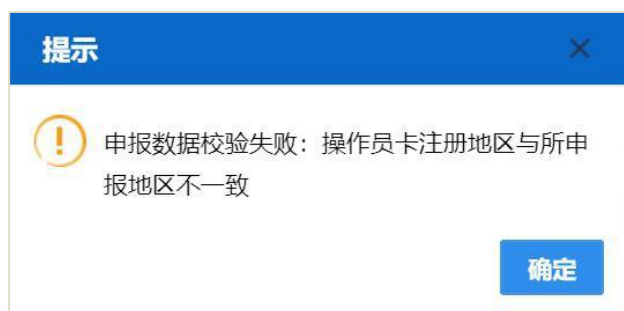 提示
申报数据校验失败：操作员卡注册地区与所申
报地区不一致
确定